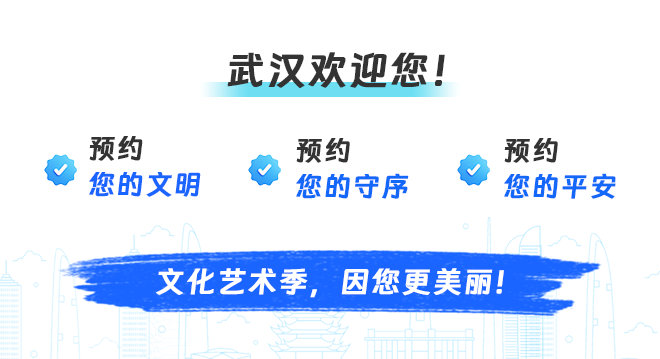 武汉欢迎您!
预约
您的文明
预约
您的守序
预约
您的平安
文化艺术季，因您更美丽!